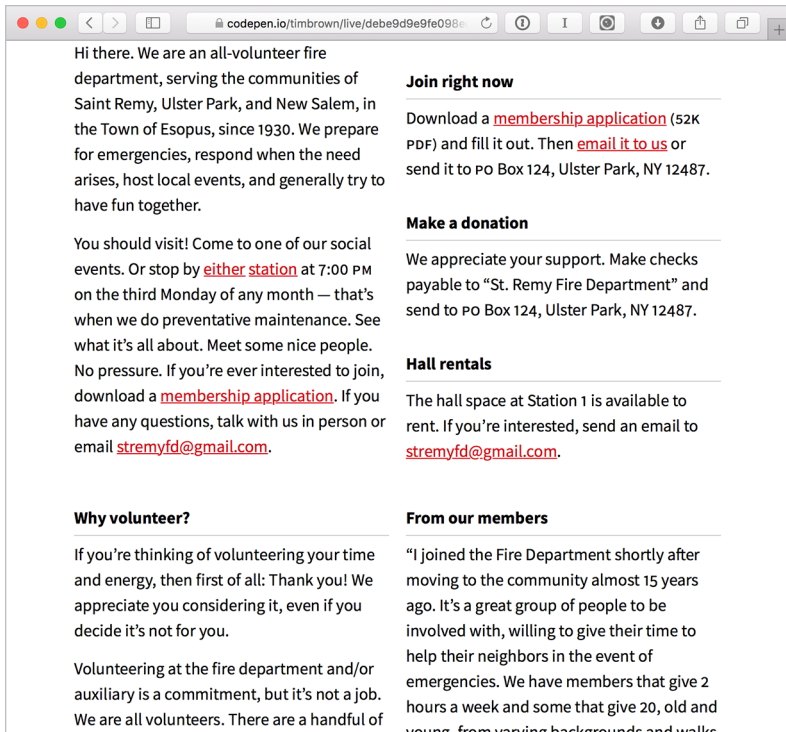 codepen.io/timbrown/live/debe9d9e9fe098e
Hi there. We are an all-volunteer fire
department, serving the communities of
Saint Remy, Ulster Park, and New Salem, in
the Town of Esopus, since 1930. We prepare
for emergencies, respond when the need
arises, host local events, and generally try to
have fun together.
You should visit! Come to one of our social
events. Or stop by either station at 7:00 PM
on the third Monday of any month — that’s
when we do preventative maintenance. See
what it’s all about. Meet some nice people.
No pressure. If you’re ever interested to join,
download a membership application. If you
have any questions, talk with us in person or
email stremyfd@gmail.com.
Join right now
Download a membership application (52K
PDF) and fill it out. Then email it to us or
send it to PO Box 124, Ulster Park, NY 12487.
Make a donation
We appreciate your support. Make checks
payable to “St. Remy Fire Department” and
send to PO Box 124, Ulster Park, NY 12487.
Hall rentals
The hall space at Station 1 is available to
rent. If you’re interested, send an email to
stremyfd@gmail.com.
Why volunteer?
If you’re thinking of volunteering your time
and energy, then first of all: Thank you! We
appreciate you considering it, even if you
decide it’s not for you.
Volunteering at the fire department and/or
auxiliary is a commitment, but it’s not a job.
We are all volunteers. There are a handful of
From our members
“I joined the Fire Department shortly after
moving to the community almost 15 years
ago. It’s a great group of people to be
involved with, willing to give their time to
help their neighbors in the event of
emergencies. We have members that give 2
hours a week and some that give 20, old and
young, from varying backgrounds and walks